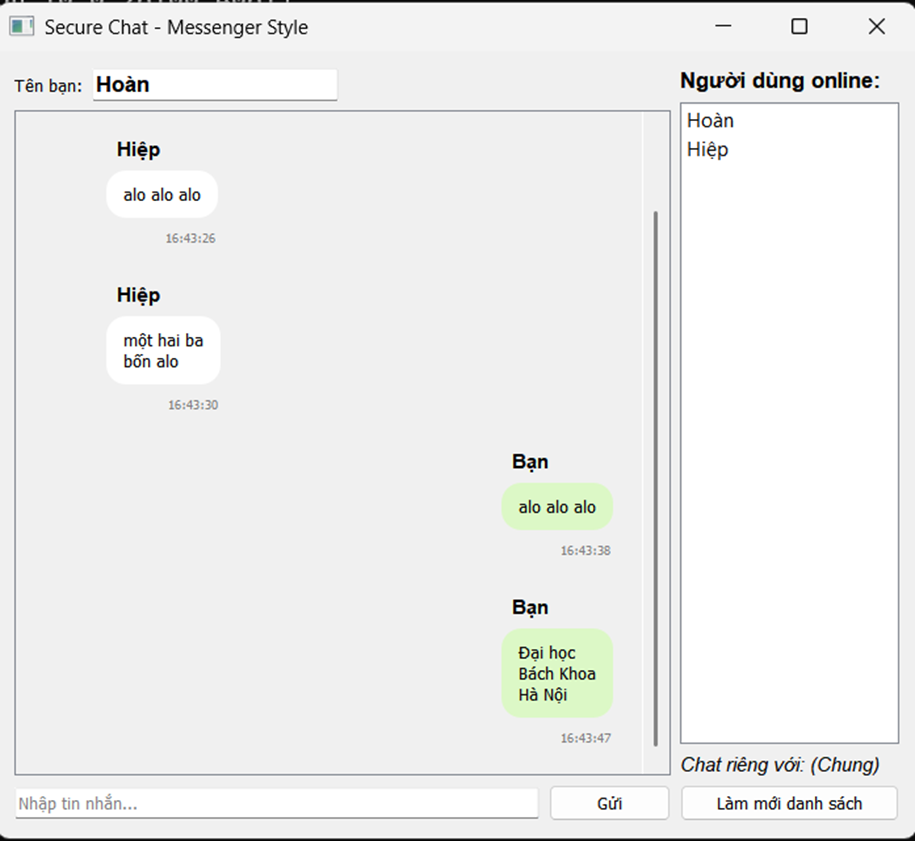 Secure Chat - Messenger Style
Tên bạn: Hoàn
Hiệp
alo alo alo
16:43:26
Hiệp
một hai ba
bốn alo
16:43:30
Bạn
alo alo alo
16:43:38
Bạn
Đại học
Bách Khoa
Hà Nội
16:43:47
Nhập tin nhắn...
Gửi
Người dùng online:
Hoàn
Hiệp
Chat riêng với: (Chung)
Làm mới danh sách